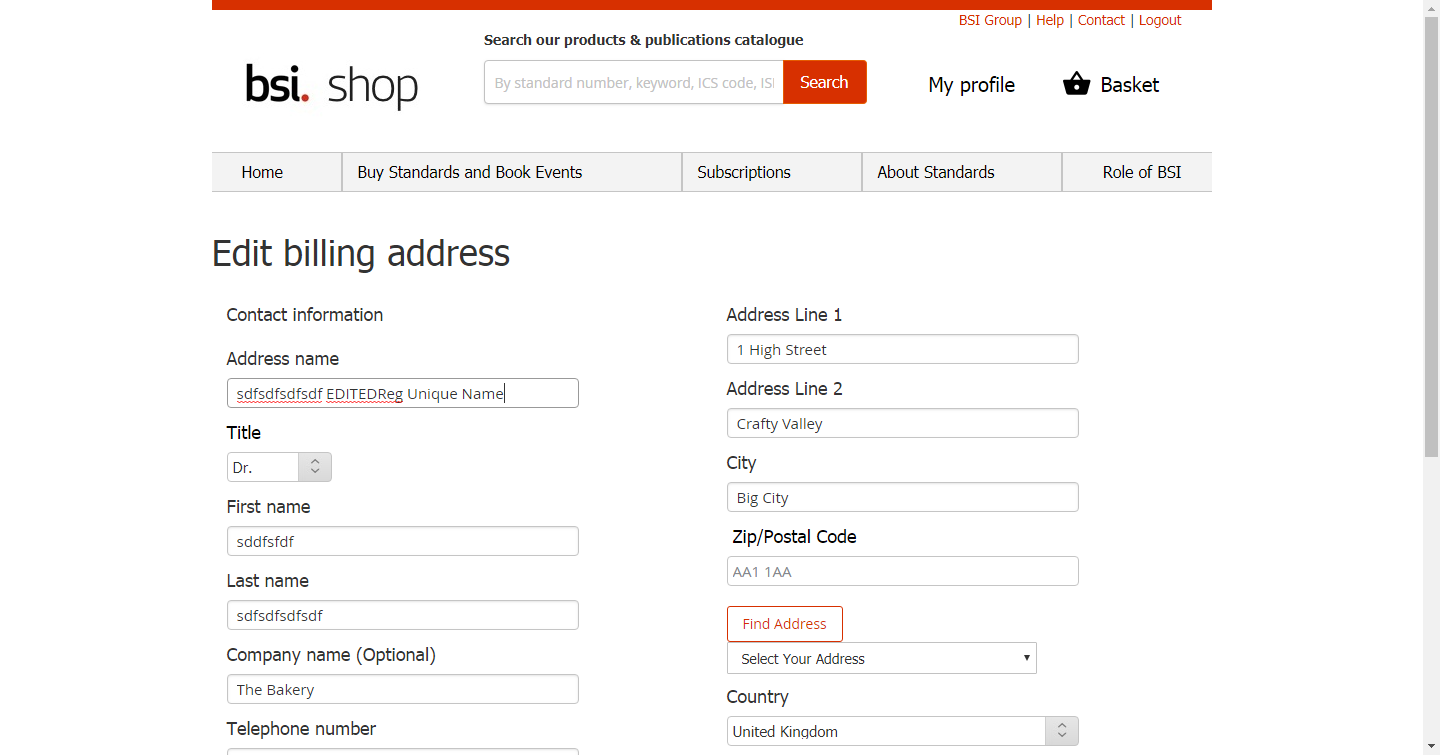 BSI Group | Help | Contact | Logout
Search our products & publications catalogue
bsi. shop
By standard number, keyword, ICS code, ISI
Search
My profile
Basket
Home
Buy Standards and Book Events
Subscriptions
About Standards
Role of BSI
Edit billing address
Contact information
Address name
sdfsdfsdfsdf EDITEDReg Unique Name
Title
Dr.
First name
sddfsfdf
Last name
sdfsdfsdfsdf
Company name (Optional)
The Bakery
Telephone number
Address Line 1
1 High Street
Address Line 2
Crafty Valley
City
Big City
Zip/Postal Code
AA1 1AA
Find Address
Select Your Address
Country
United Kingdom